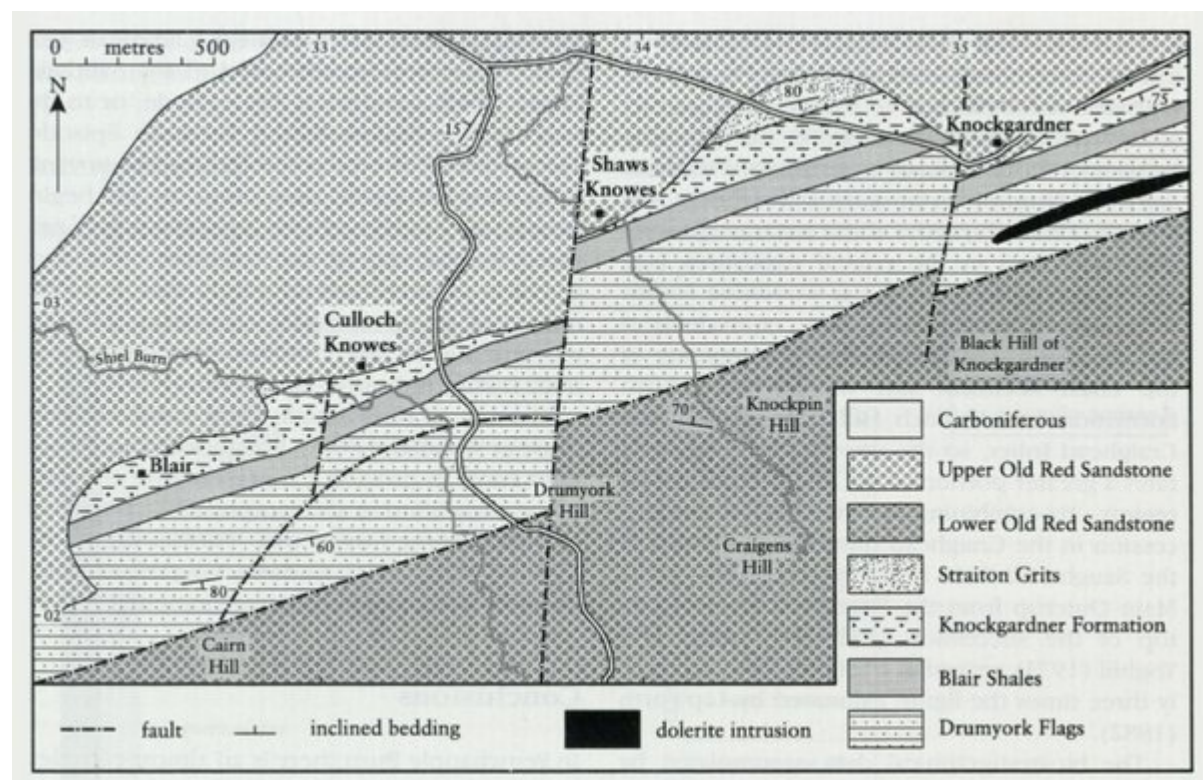 0 metres 500
33
34
35
N
80
75
15
Knockgardner
Shaws
Knowes
03
Culloch
Knowes
Shiel Burn
Black Hill of
Knockgardner
70
Knockpin
Hill
Blair
Drumyork
Hill
60
Craigens
Hill
80
02
Cairn
Hill
Carboniferous
Upper Old Red Sandstone
Lower Old Red Sandstone
Straiton Grits
Knockgardner Formation
Blair Shales
Drumyork Flags
fault
inclined bedding
dolerite intrusion